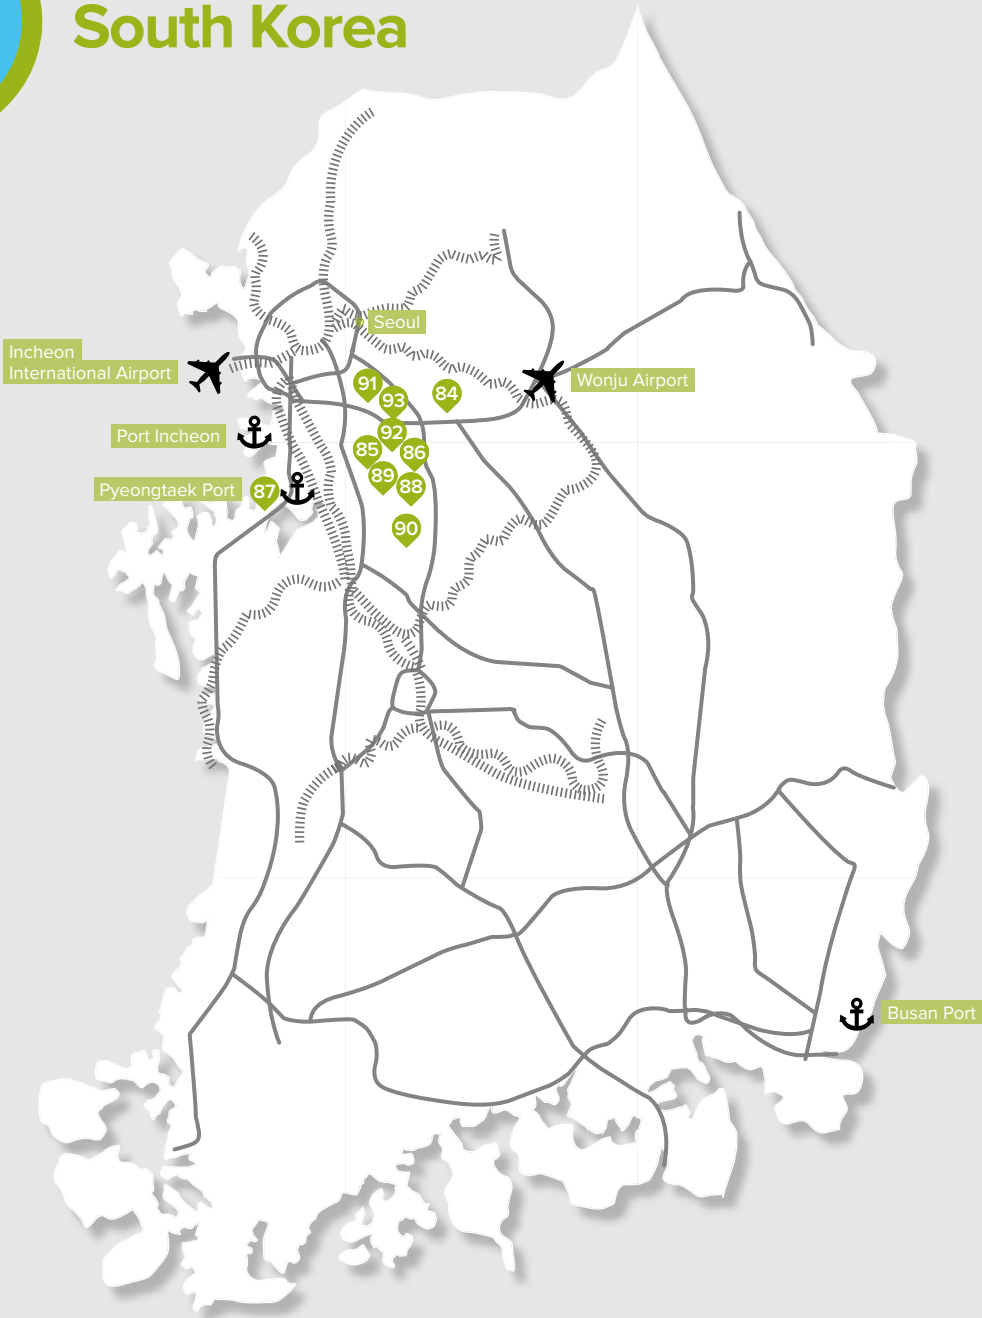 South Korea
Seoul
Incheon
International Airport
Wonju Airport
91
93
84
Port Incheon
92
85
86
89
88
Pyeongtaek Port
87
90
Busan Port